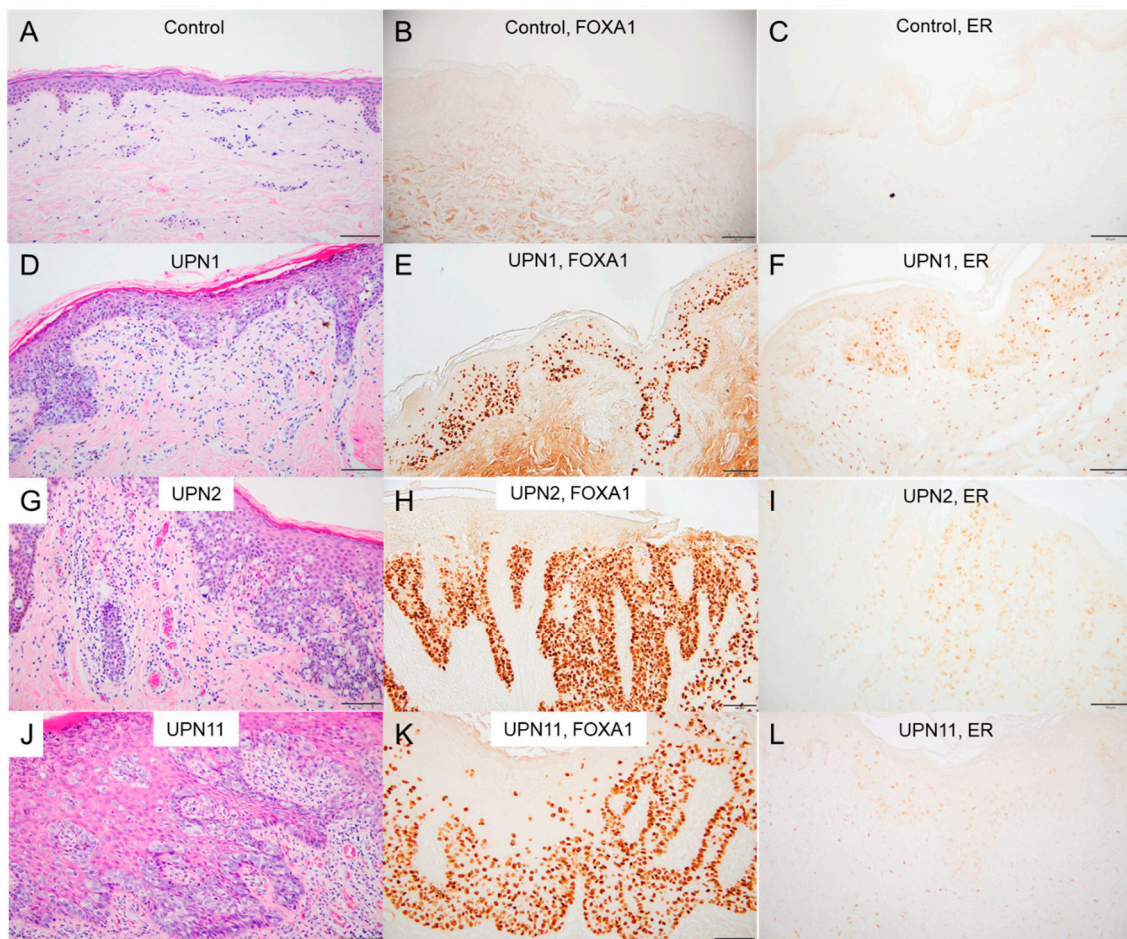 A Control
B Control, FOXA1
C Control, ER
D UPN1
E UPN1, FOXA1
F UPN1, ER
G UPN2
H UPN2, FOXA1
I UPN2, ER
J UPN11
K UPN11, FOXA1
L UPN11, ER